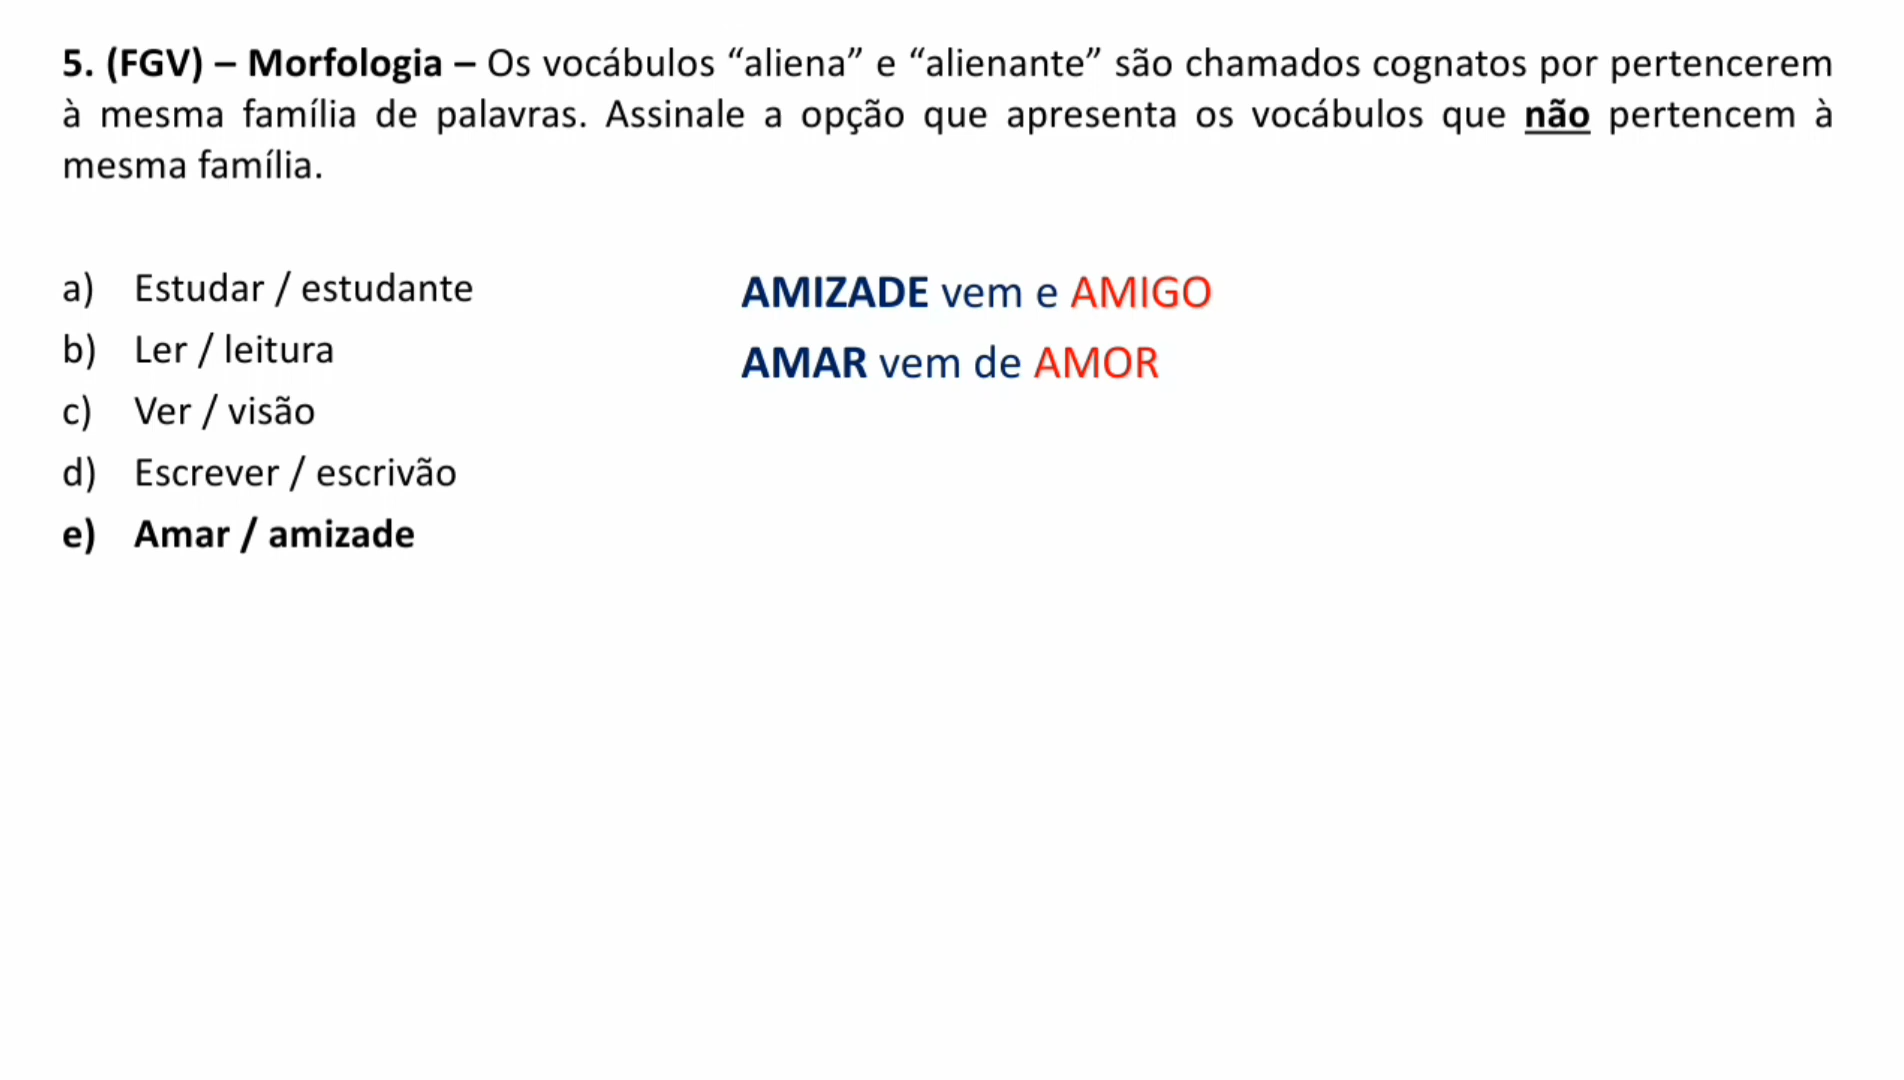 5. (FGV) – Morfologia – Os vocábulos “aliena” e “alienante” são chamados cognatos por pertencerem
à mesma família de palavras. Assinale a opção que apresenta os vocábulos que não pertencem à
mesma família.
a) Estudar / estudante
b) Ler / leitura
c) Ver / visão
d) Escrever / escrivão
e) Amar / amizade
AMIZADE vem e AMIGO
AMAR vem de AMOR